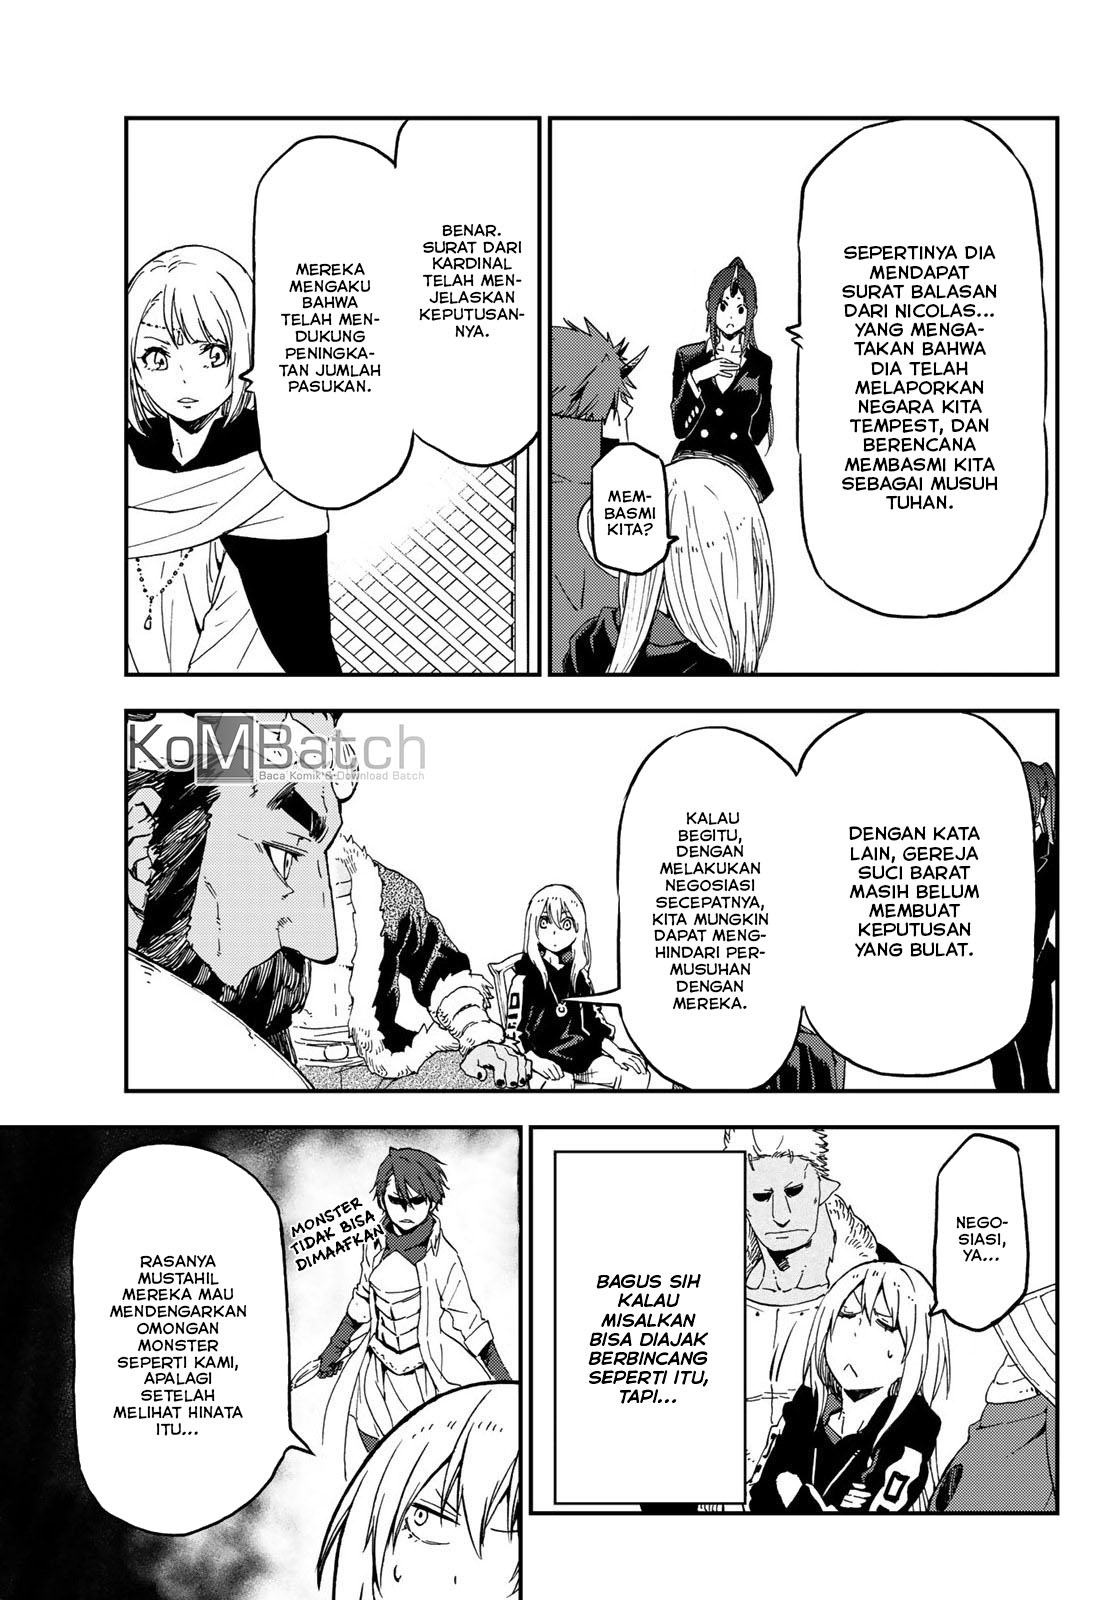 SEPERTINYA DIA
MENDAPAT
SURAT BALASAN
DARI NICOLAS...
YANG MENGA-
TAKAN BAHWA
DIA TELAH
MELAPORKAN
NEGARA KITA
TEMPEST, DAN
BERENCANA
MEMBASMI KITA
SEBAGAI MUSUH
TUHAN.
MEM-
BASMI
KITA?
BENAR.
SURAT DARI
KARDINAL
TELAH MEN-
JELASKAN
KEPUTUSAN-
NYA.
MEREKA
MENGAKU
BAHWA
TELAH MEN-
DUKUNG
PENINGKA-
TAN JUMLAH
PASUKAN.
KoMBatch
Baca Komik & Download Batch
DENGAN KATA
LAIN, GEREJA
SUCI BARAT
MASIH BELUM
MEMBUAT
KEPUTUSAN
YANG BULAT.
KALAU
BEGITU,
DENGAN
MELAKUKAN
NEGOSIASI
SECEPATNYA,
KITA MUNGKIN
DAPAT MENG-
HINDARI PER-
MUSUHAN
DENGAN
MEREKA.
NEGO-
SIASI,
YA...
BAGUS SIH
KALAU
MISALKAN
BISA DIAJAK
BERBINCANG
SEPERTI ITU,
TAPI...
MONSTER
TIDAK BISA
DIMAAFKAN
RASANYA
MUSTAHIL
MEREKA MAU
MENDENGARKAN
OMONGAN
MONSTER
SEPERTI KAMI,
APALAGI
SETELAH
MELIHAT HINATA
ITU...